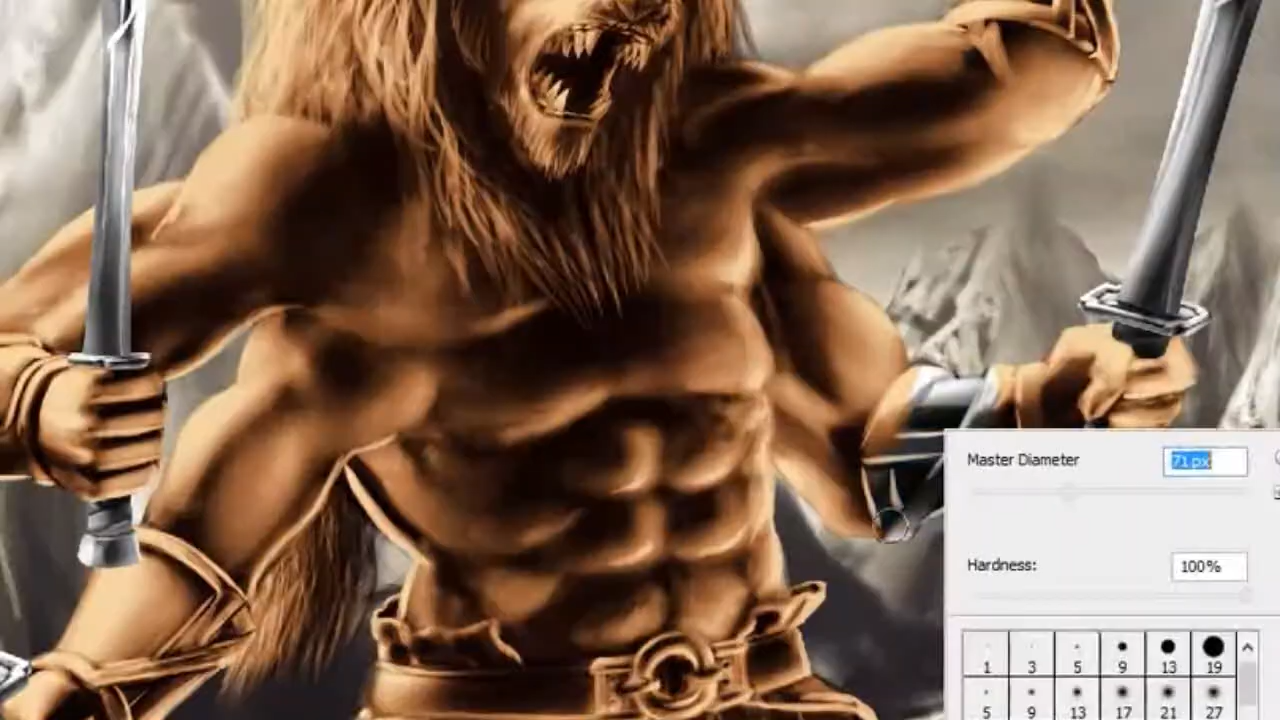 Master Diameter 71 px
Hardness: 100%
1 3 5 9 13 19
5 9 13 17 21 27